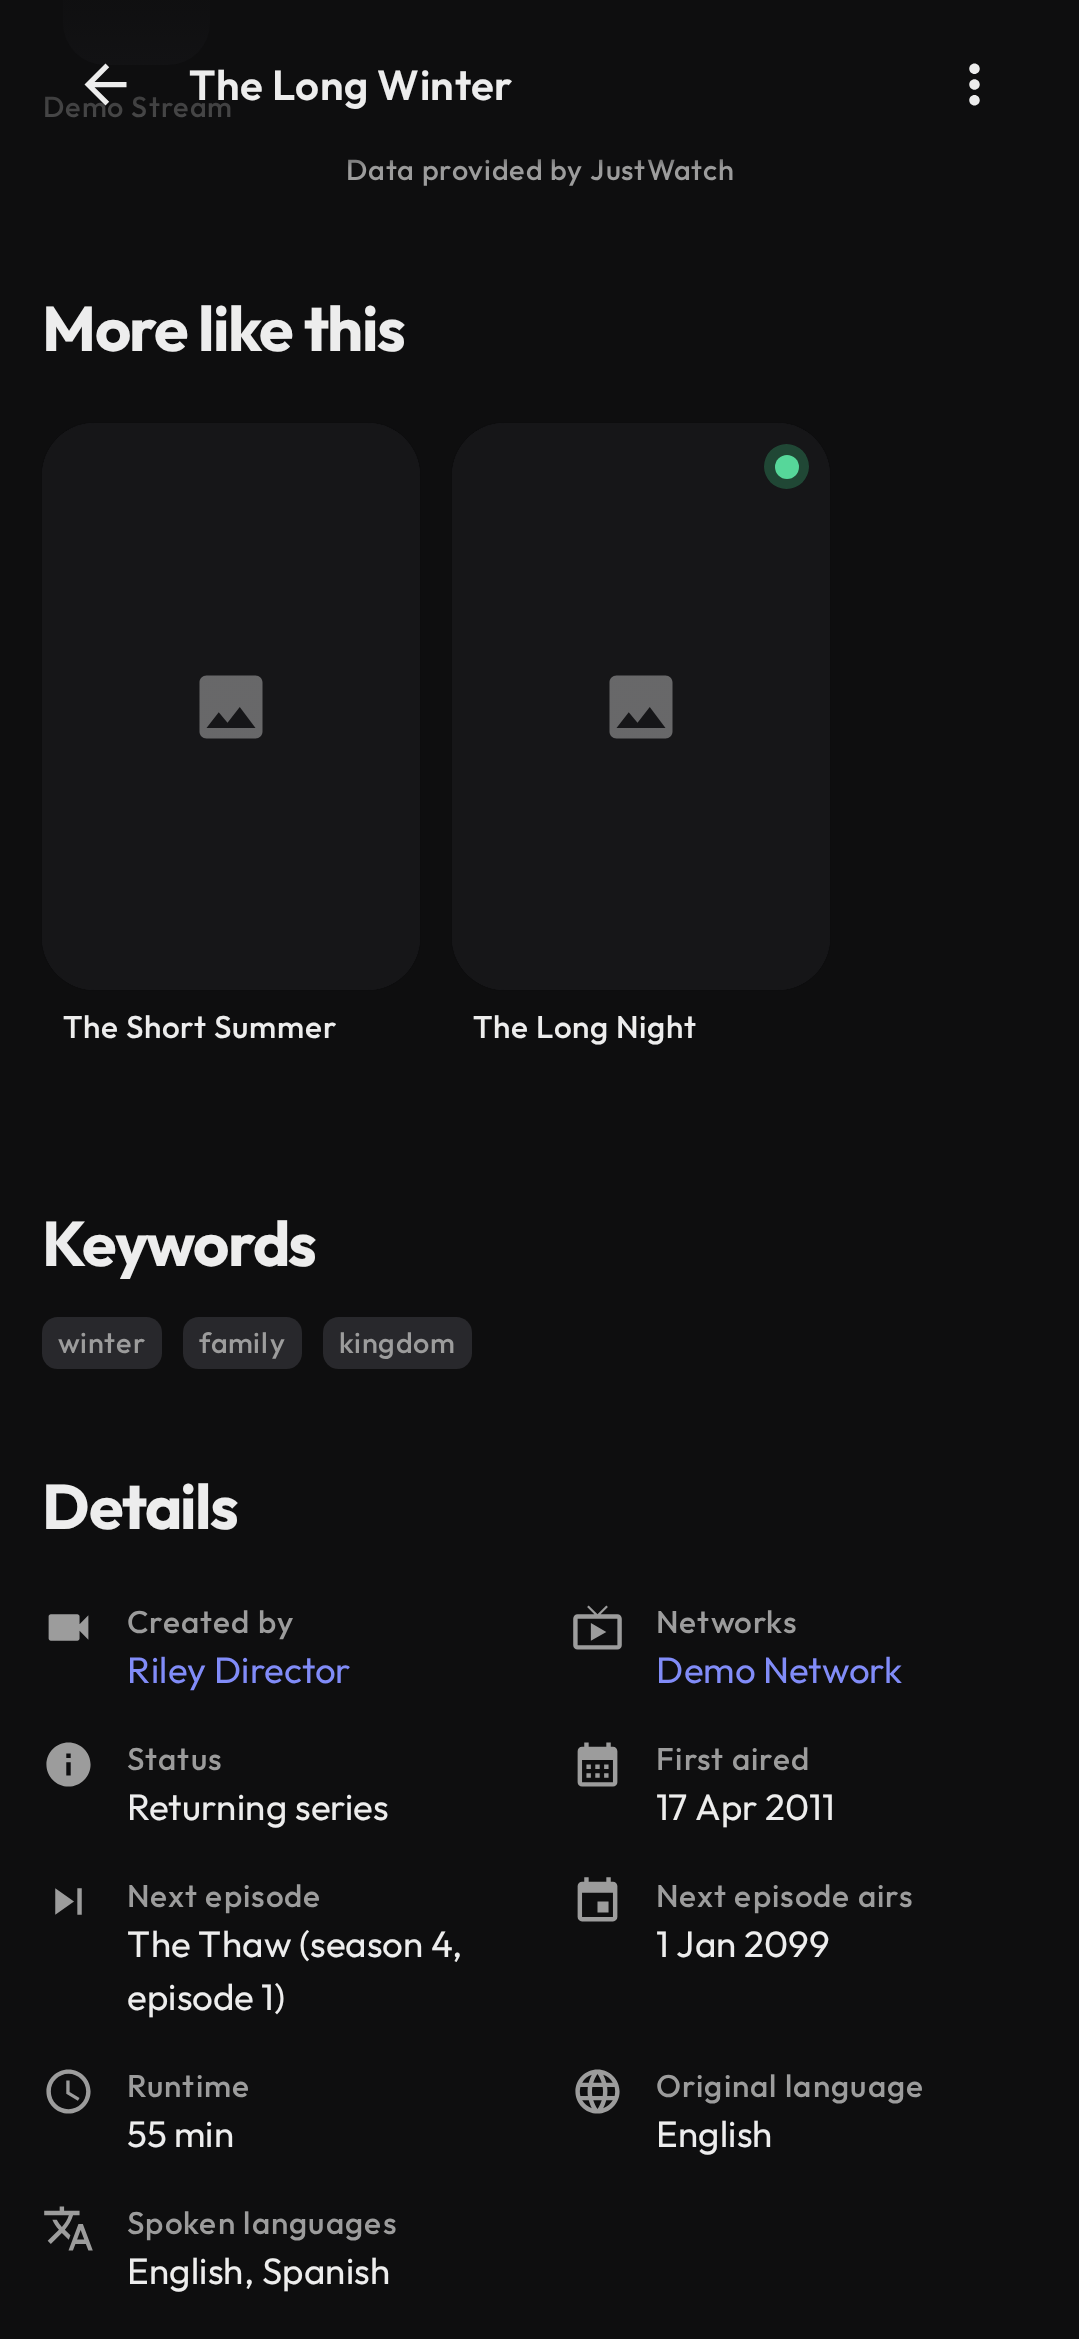 The Long Winter
Demo Stream
Data provided by JustWatch
More like this
The Short Summer
The Long Night
Keywords
winter
family
kingdom
Details
Created by
Riley Director
Networks
Demo Network
Status
Returning series
First aired
17 Apr 2011
Next episode
The Thaw (season 4,
episode 1)
Next episode airs
1 Jan 2099
Runtime
55 min
Original language
English
Spoken languages
English, Spanish